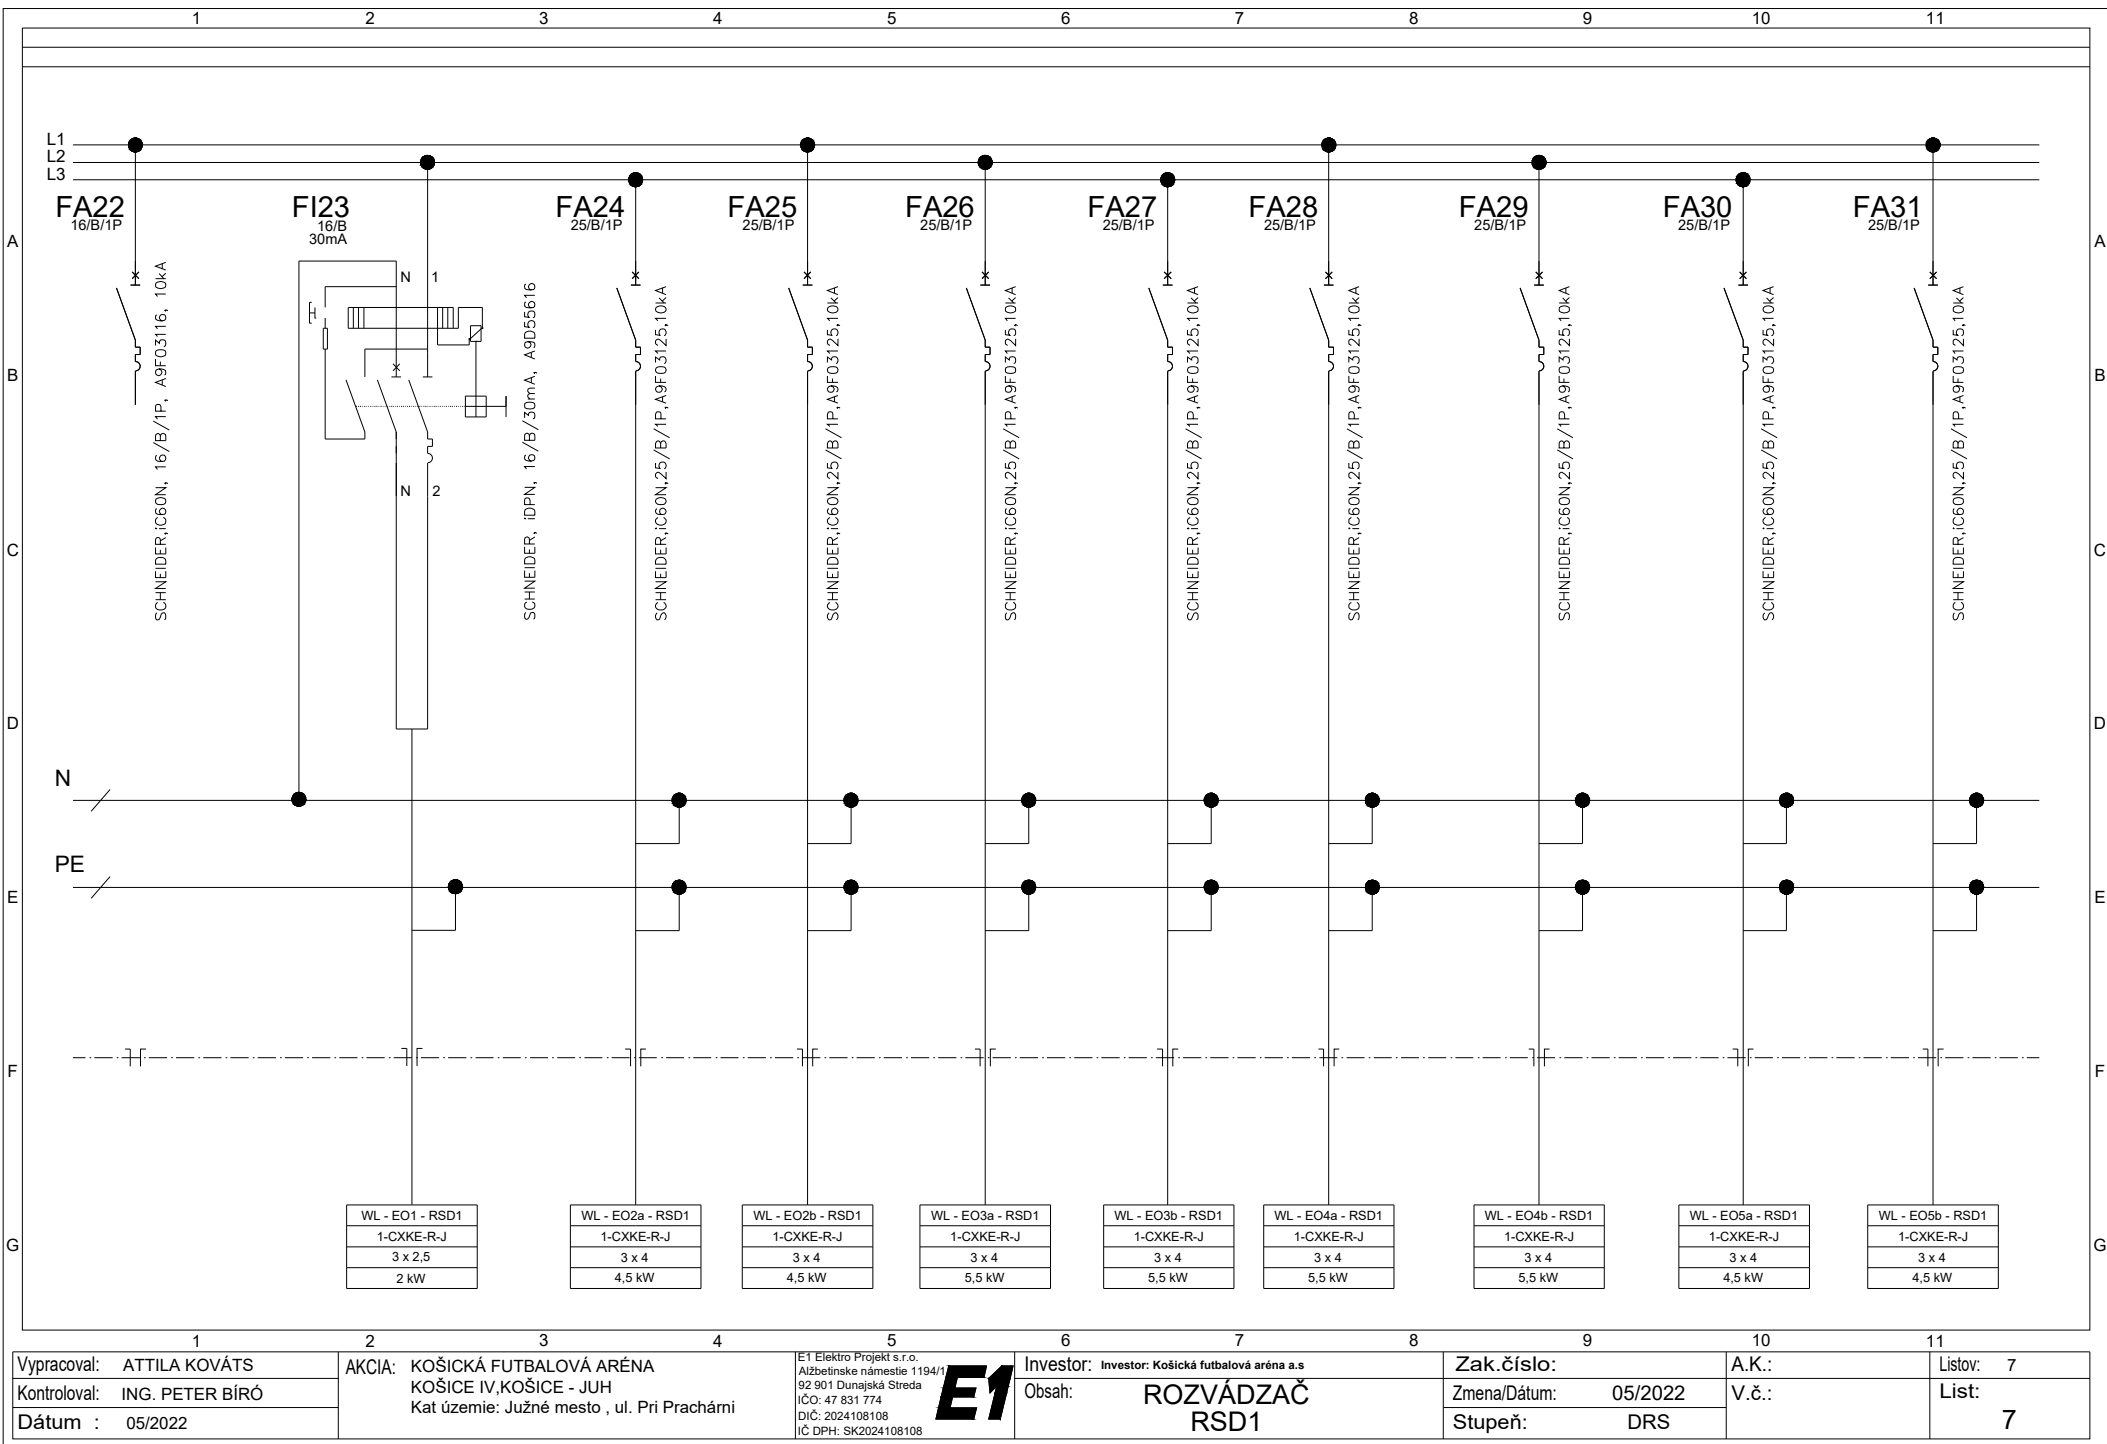 1 2 3 4 5 6 7 8 9 10 11
L1
L2
L3
FA22
16/B/1P
FI23
16/B
30mA
FA24
25/B/1P
FA25
25/B/1P
FA26
25/B/1P
FA27
25/B/1P
FA28
25/B/1P
FA29
25/B/1P
FA30
25/B/1P
FA31
25/B/1P
A A
N 1
SCHNEIDER,iC60N, 16/B/1P, A9F03116, 10kA
SCHNEIDER, iDPN, 16/B/30mA, A9D55616
SCHNEIDER,iC60N,25/B/1P,A9F03125,10kA
SCHNEIDER,iC60N,25/B/1P,A9F03125,10kA
SCHNEIDER,iC60N,25/B/1P,A9F03125,10kA
SCHNEIDER,iC60N,25/B/1P,A9F03125,10kA
SCHNEIDER,iC60N,25/B/1P,A9F03125,10kA
SCHNEIDER,iC60N,25/B/1P,A9F03125,10kA
SCHNEIDER,iC60N,25/B/1P,A9F03125,10kA
SCHNEIDER,iC60N,25/B/1P,A9F03125,10kA
B B
N 2
C C
D D
N
PE
E E
F F
G G
WL - EO1 - RSD1
1-CXKE-R-J
3 x 2,5
2 kW
WL - EO2a - RSD1
1-CXKE-R-J
3 x 4
4,5 kW
WL - EO2b - RSD1
1-CXKE-R-J
3 x 4
4,5 kW
WL - EO3a - RSD1
1-CXKE-R-J
3 x 4
5,5 kW
WL - EO3b - RSD1
1-CXKE-R-J
3 x 4
5,5 kW
WL - EO4a - RSD1
1-CXKE-R-J
3 x 4
5,5 kW
WL - EO4b - RSD1
1-CXKE-R-J
3 x 4
5,5 kW
WL - EO5a - RSD1
1-CXKE-R-J
3 x 4
4,5 kW
WL - EO5b - RSD1
1-CXKE-R-J
3 x 4
4,5 kW
1 2 3 4 5 6 7 8 9 10 11
Vypracoval: ATTILA KOVÁTS
Kontroloval: ING. PETER BÍRÓ
Dátum : 05/2022
AKCIA: KOŠICKÁ FUTBALOVÁ ARÉNA
KOŠICE IV,KOŠICE - JUH
Kat územie: Južné mesto , ul. Pri Prachárni
E1 Elektro Projekt s.r.o.
Alžbetinske námestie 1194/1
92 901 Dunajská Streda
IČO: 47 831 774
DIČ: 2024108108
IČ DPH: SK2024108108
E1
Investor: Investor: Košická futbalová aréna a.s
Obsah: ROZVÁDZAČ
RSD1
Zak.číslo:
Zmena/Dátum: 05/2022
Stupeň: DRS
A.K.:
V.č.:
Listov: 7
List:
7